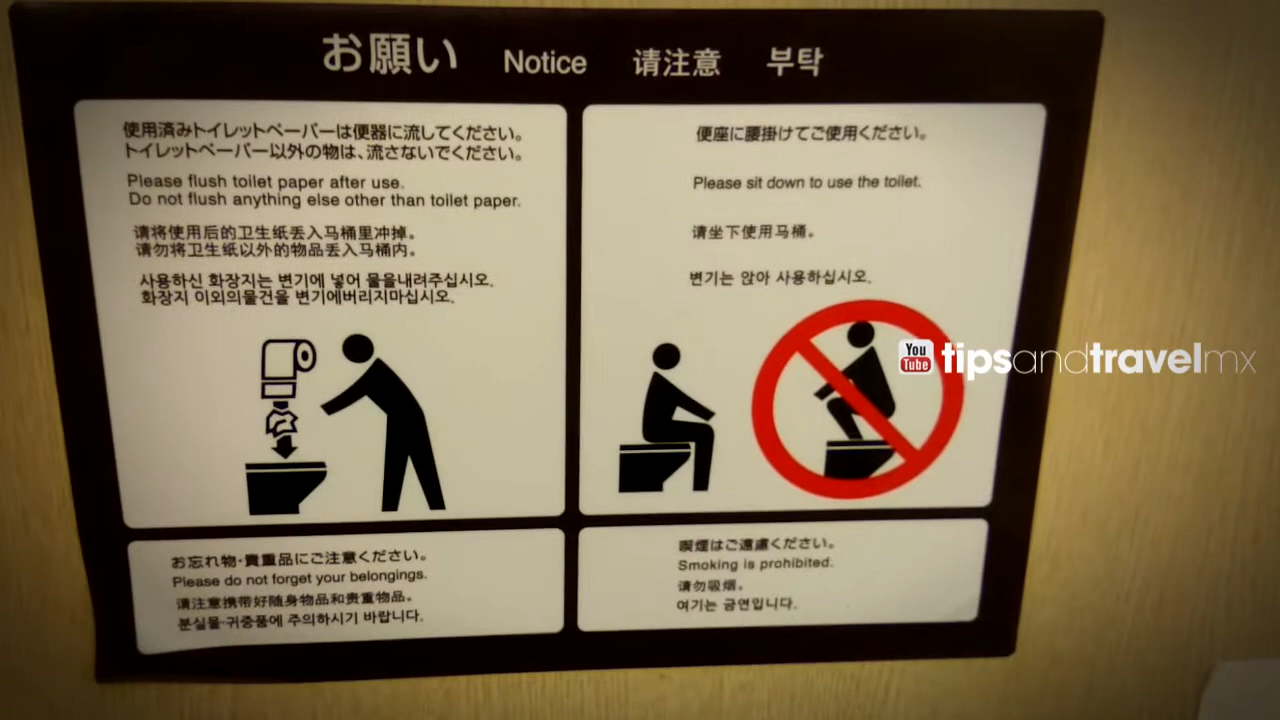 お願い Notice 请注意 부탁
使用済みトイレットペーパーは便器に流してください。
トイレットペーパー以外の物は、流さないでください。
Please flush toilet paper after use.
Do not flush anything else other than toilet paper.
请将使用后的卫生纸丢入马桶里冲掉。
请勿将卫生纸以外的物品丢入马桶内。
사용하신 화장지는 변기에 넣어 물을내려주십시오.
화장지 이외의물건을 변기에버리지마십시오.
便座に腰掛けてご使用ください。
Please sit down to use the toilet.
请坐下使用马桶。
변기는 앉아 사용하십시오.
You Tube tipsandtravelmx
お忘れ物・貴重品にご注意ください。
Please do not forget your belongings.
请注意携带好随身物品和贵重物品。
분실물·귀중품에 주의하시기 바랍니다.
喫煙はご遠慮ください。
Smoking is prohibited.
请勿吸烟。
여기는 금연입니다.